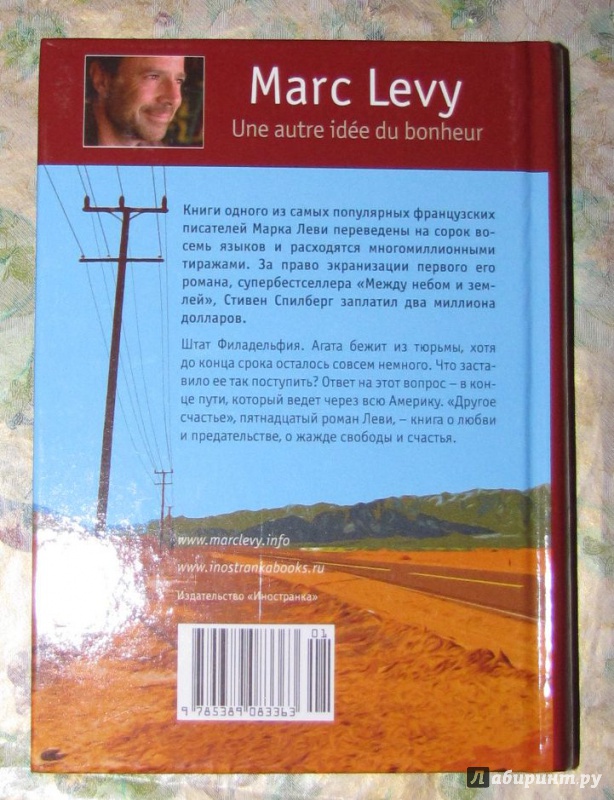 Marc Levy
Une autre idée du bonheur
Книги одного из самых популярных французских
писателей Марка Леви переведены на сорок во-
семь языков и расходятся многомиллионными
тиражами. За право экранизации первого его
романа, супербестселлера «Между небом и зем-
лей», Стивен Спилберг заплатил два миллиона
долларов.
Штат Филадельфия. Агата бежит из тюрьмы, хотя
до конца срока осталось совсем немного. Что заста-
вило ее так поступить? Ответ на этот вопрос – в кон-
це пути, который ведет через всю Америку. «Другое
счастье», пятнадцатый роман Леви, – книга о любви
и предательстве, о жажде свободы и счастья.
www.marclevy.info
www.inostrankabooks.ru
Издательство «Иностранка»
01
9 785389 083363
Лабиринт.ру